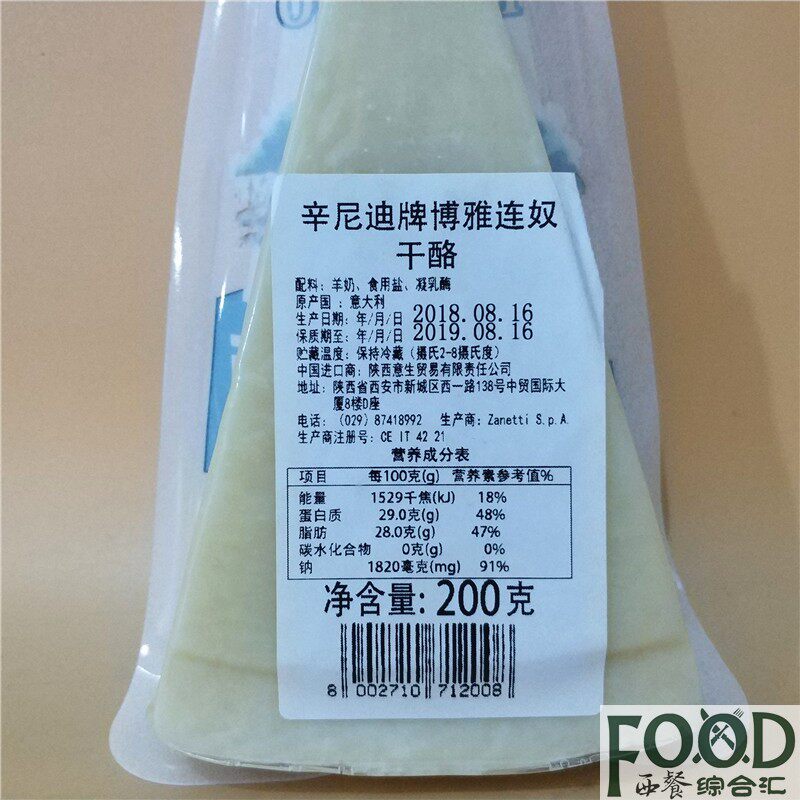 辛尼迪牌博雅连奴
干酪
配料：羊奶、食用盐、凝乳酶
原产国：意大利
生产日期：年/月/日 2018.08.16
保质期至：年/月/日 2019.08.16
贮藏温度：保持冷藏（摄氏2-8摄氏度）
中国进口商：陕西意生贸易有限责任公司
地址：陕西省西安市新城区西一路138号中贸国际大
厦8楼D座
电话：（029）87418992 生产商：Zanetti S.p.A.
生产商注册号：CE IT 42 21
营养成分表
项目 每100克(g) 营养素参考值%
能量 1529千焦(kJ) 18%
蛋白质 29.0克(g) 48%
脂肪 28.0克(g) 47%
碳水化合物 0克(g) 0%
钠 1820毫克(mg) 91%
净含量: 200克
8 002710 712008
FOOD
西餐综合汇